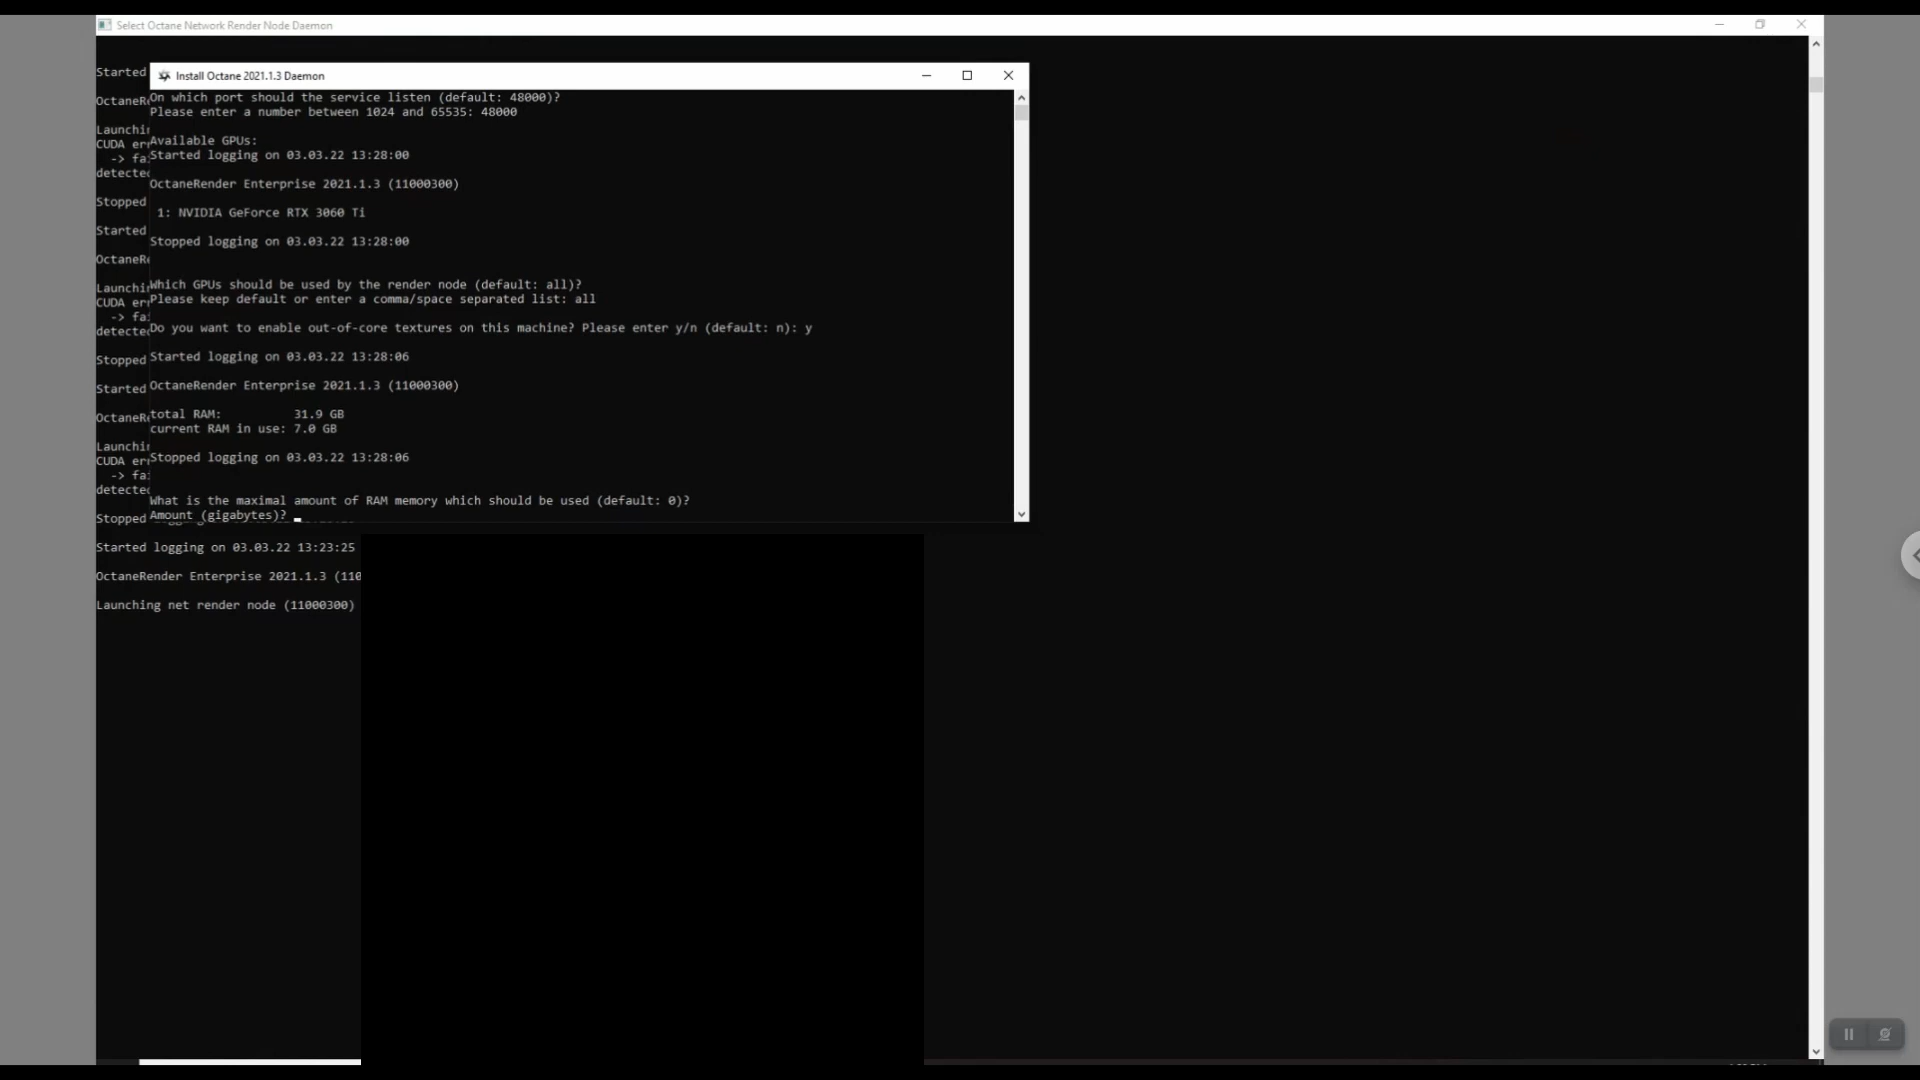 Select Octane Network Render Node Daemon
Install Octane 2021.1.3 Daemon
On which port should the service listen (default: 48000)?
Please enter a number between 1024 and 65535: 48000
Available GPUs:
Started logging on 03.03.22 13:28:00
OctaneRender Enterprise 2021.1.3 (11000300)
1: NVIDIA GeForce RTX 3060 Ti
Stopped logging on 03.03.22 13:28:00
Which GPUs should be used by the render node (default: all)?
Please keep default or enter a comma/space separated list: all
Do you want to enable out-of-core textures on this machine? Please enter y/n (default: n): y
Started logging on 03.03.22 13:28:06
OctaneRender Enterprise 2021.1.3 (11000300)
total RAM: 31.9 GB
current RAM in use: 7.0 GB
Stopped logging on 03.03.22 13:28:06
What is the maximal amount of RAM memory which should be used (default: 0)?
Amount (gigabytes)?
Started
OctaneR
Launchi
CUDA er
-> fa
detecte
Stopped
Started
OctaneR
Launchi
CUDA er
-> fa
detecte
Stopped
Started
OctaneR
Launchi
CUDA er
-> fa
detecte
Stopped
Started logging on 03.03.22 13:23:25
OctaneRender Enterprise 2021.1.3 (110
Launching net render node (11000300)